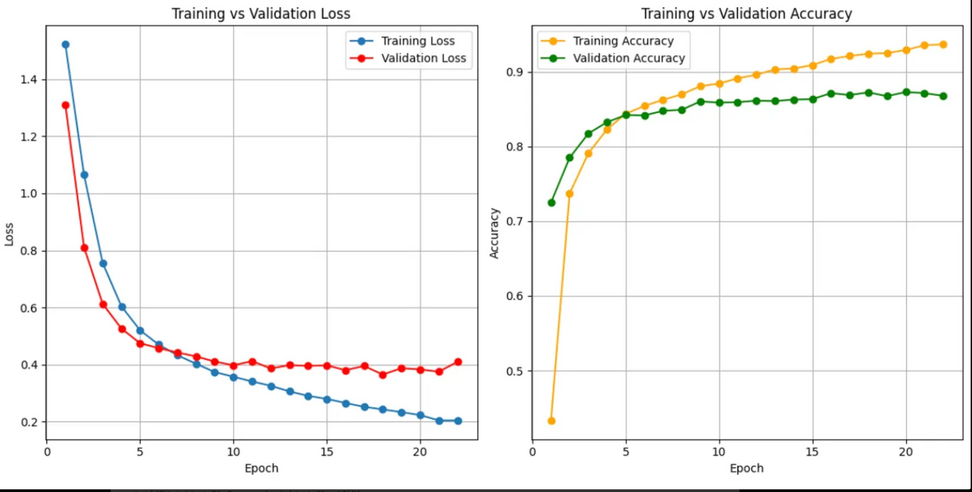 Training vs Validation Loss
Training Loss
Validation Loss
1.4
1.2
1.0
0.8
0.6
0.4
0.2
Loss
0
5
10
15
20
Epoch
Training vs Validation Accuracy
Training Accuracy
Validation Accuracy
0.9
0.8
0.7
0.6
0.5
Accuracy
0
5
10
15
20
Epoch